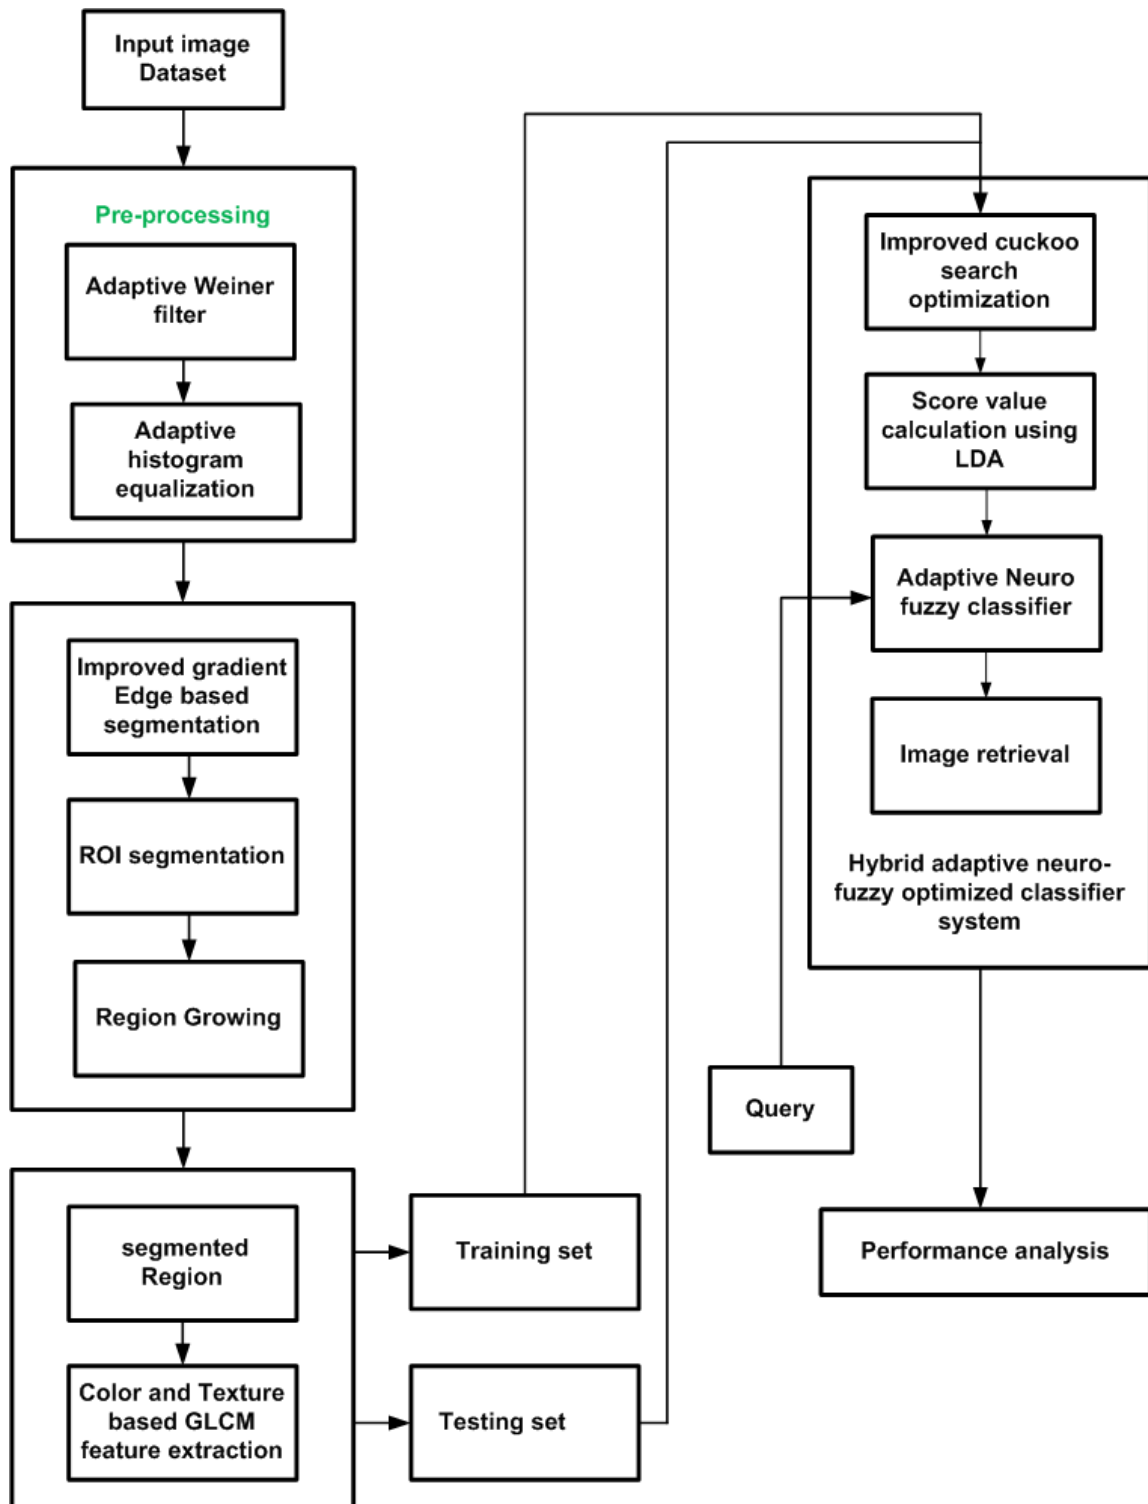 Input image
Dataset
Pre-processing
Adaptive Weiner
filter
Adaptive
histogram
equalization
Improved gradient
Edge based
segmentation
ROI segmentation
Region Growing
segmented
Region
Color and Texture
based GLCM
feature extraction
Training set
Testing set
Improved cuckoo
search
optimization
Score value
calculation using
LDA
Adaptive Neuro
fuzzy classifier
Image retrieval
Hybrid adaptive neuro-
fuzzy optimized classifier
system
Query
Performance analysis